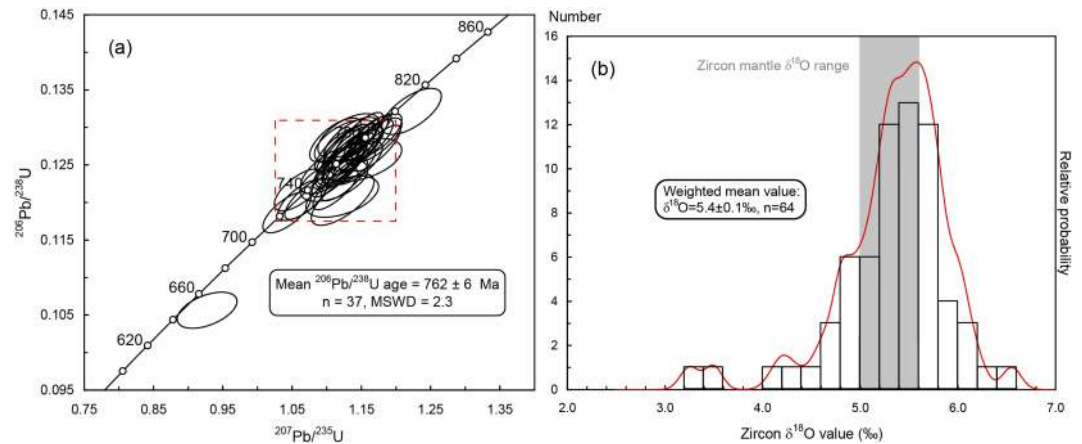 (a)
0.145
0.135
0.125
0.115
0.105
0.095
860
820
740
700
660
620
Mean ²⁰⁶Pb/²³⁸U age = 762 ± 6 Ma
n = 37, MSWD = 2.3
0.75 0.85 0.95 1.05 1.15 1.25 1.35
²⁰⁷Pb/²³⁵U
²⁰⁶Pb/²³⁸U
Number
(b)
16
14
12
10
8
6
4
2
0
Zircon mantle δ¹⁸O range
Weighted mean value:
δ¹⁸O=5.4±0.1‰, n=64
2.0 3.0 4.0 5.0 6.0 7.0
Zircon δ¹⁸O value (‰)
Relative probability